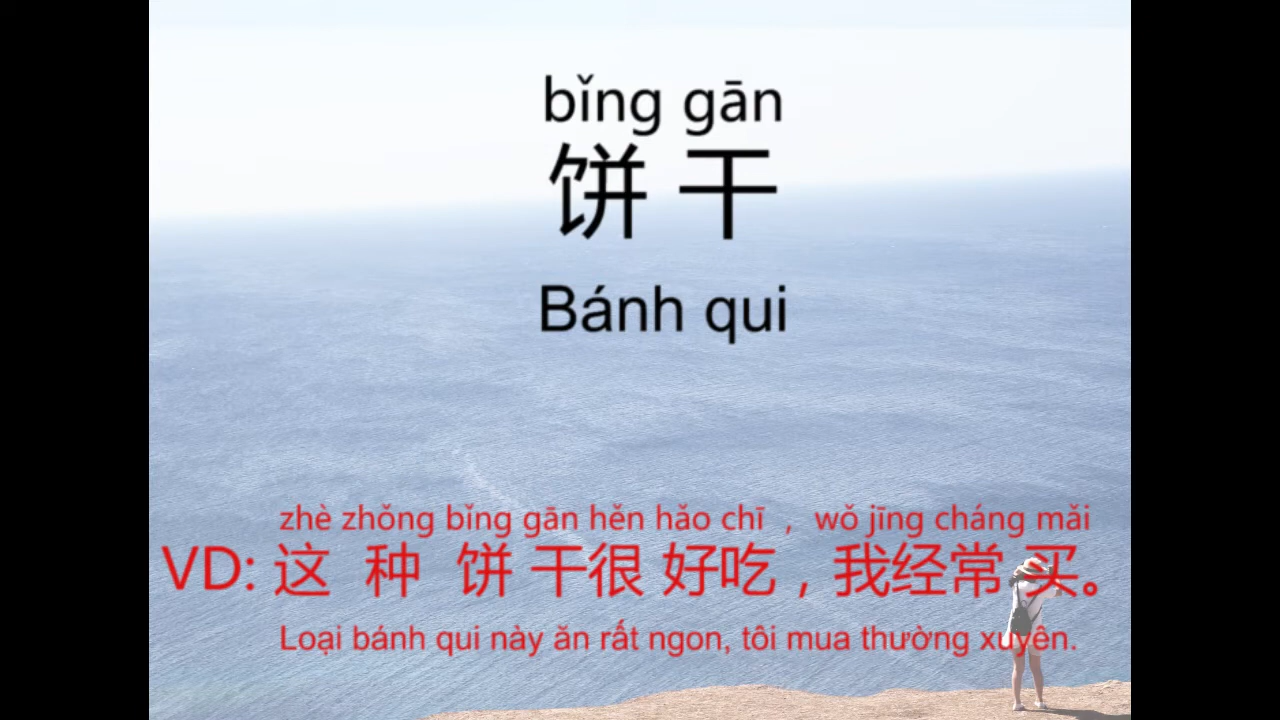 bǐng gān
饼干
Bánh qui
zhè zhǒng bǐng gān hěn hǎo chī , wǒ jīng cháng mǎi
VD: 这 种 饼 干很 好吃，我经常 买。
Loại bánh qui này ăn rất ngon, tôi mua thường xuyên.